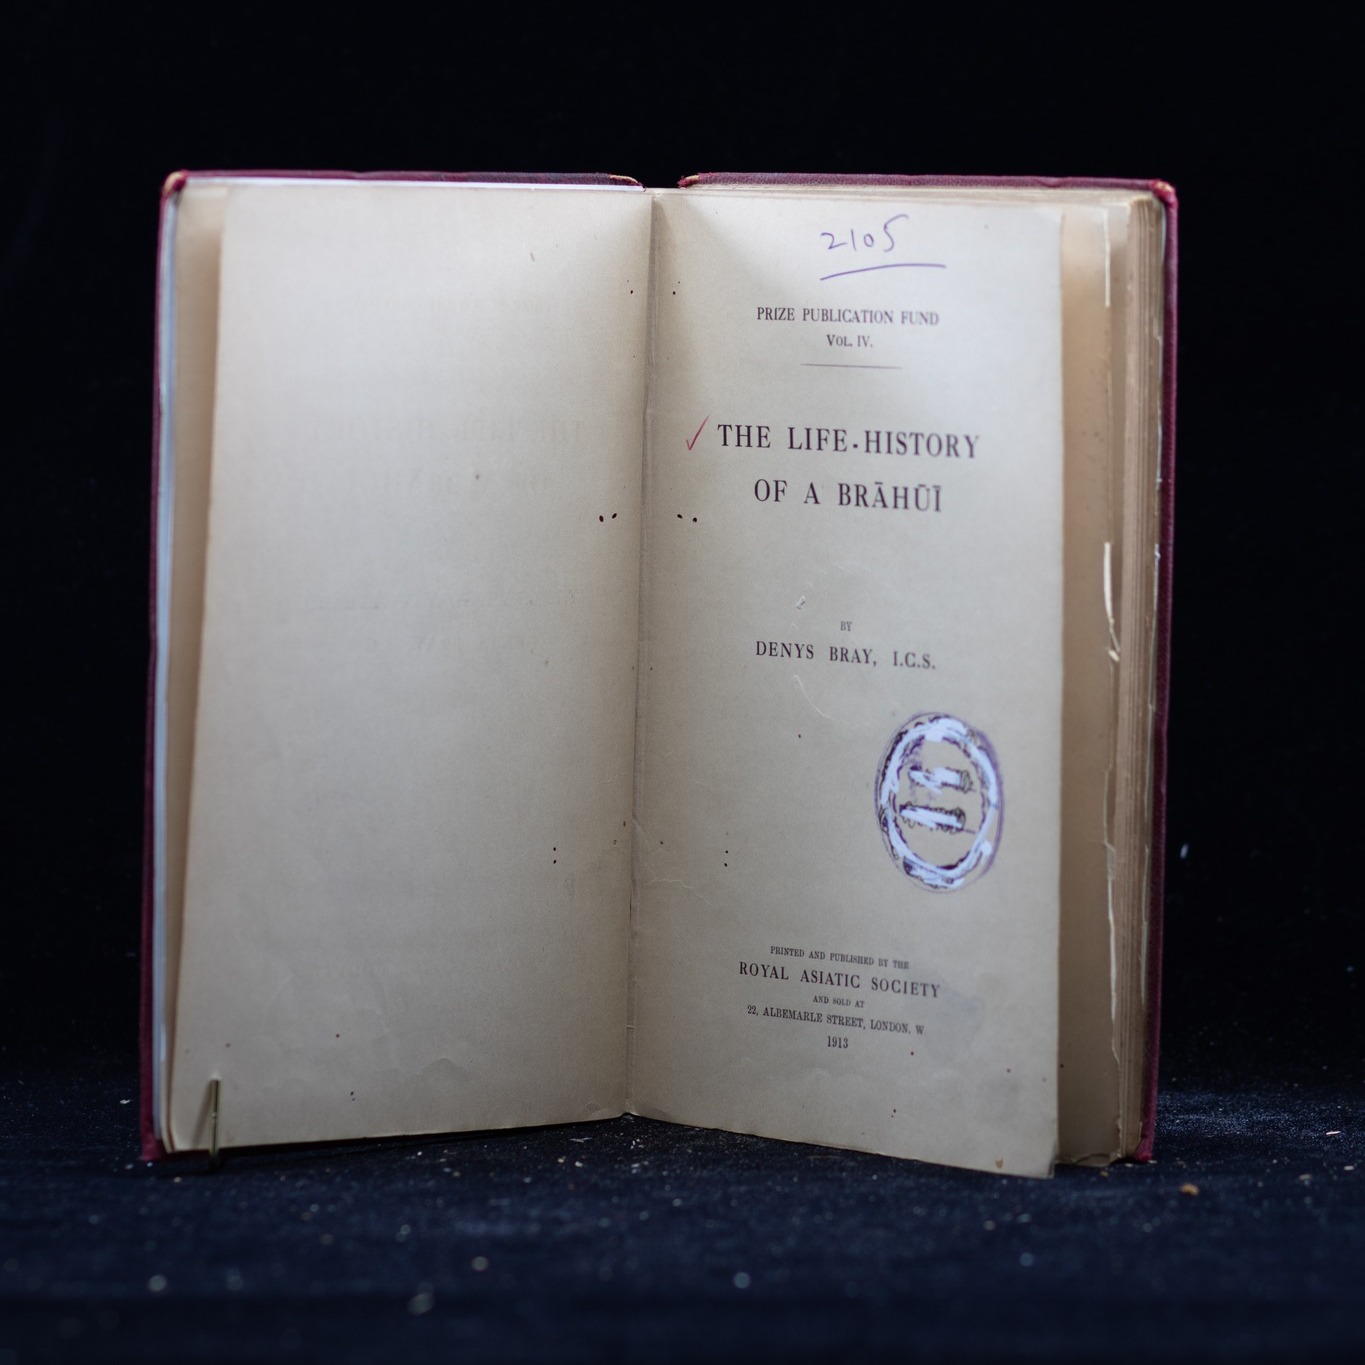 2105
PRIZE PUBLICATION FUND
VOL. IV.
THE LIFE-HISTORY
OF A BRĀHŪĪ
BY
DENYS BRAY, I.C.S.
PRINTED AND PUBLISHED BY THE
ROYAL ASIATIC SOCIETY
AND SOLD AT
22, ALBEMARLE STREET, LONDON, W
1913